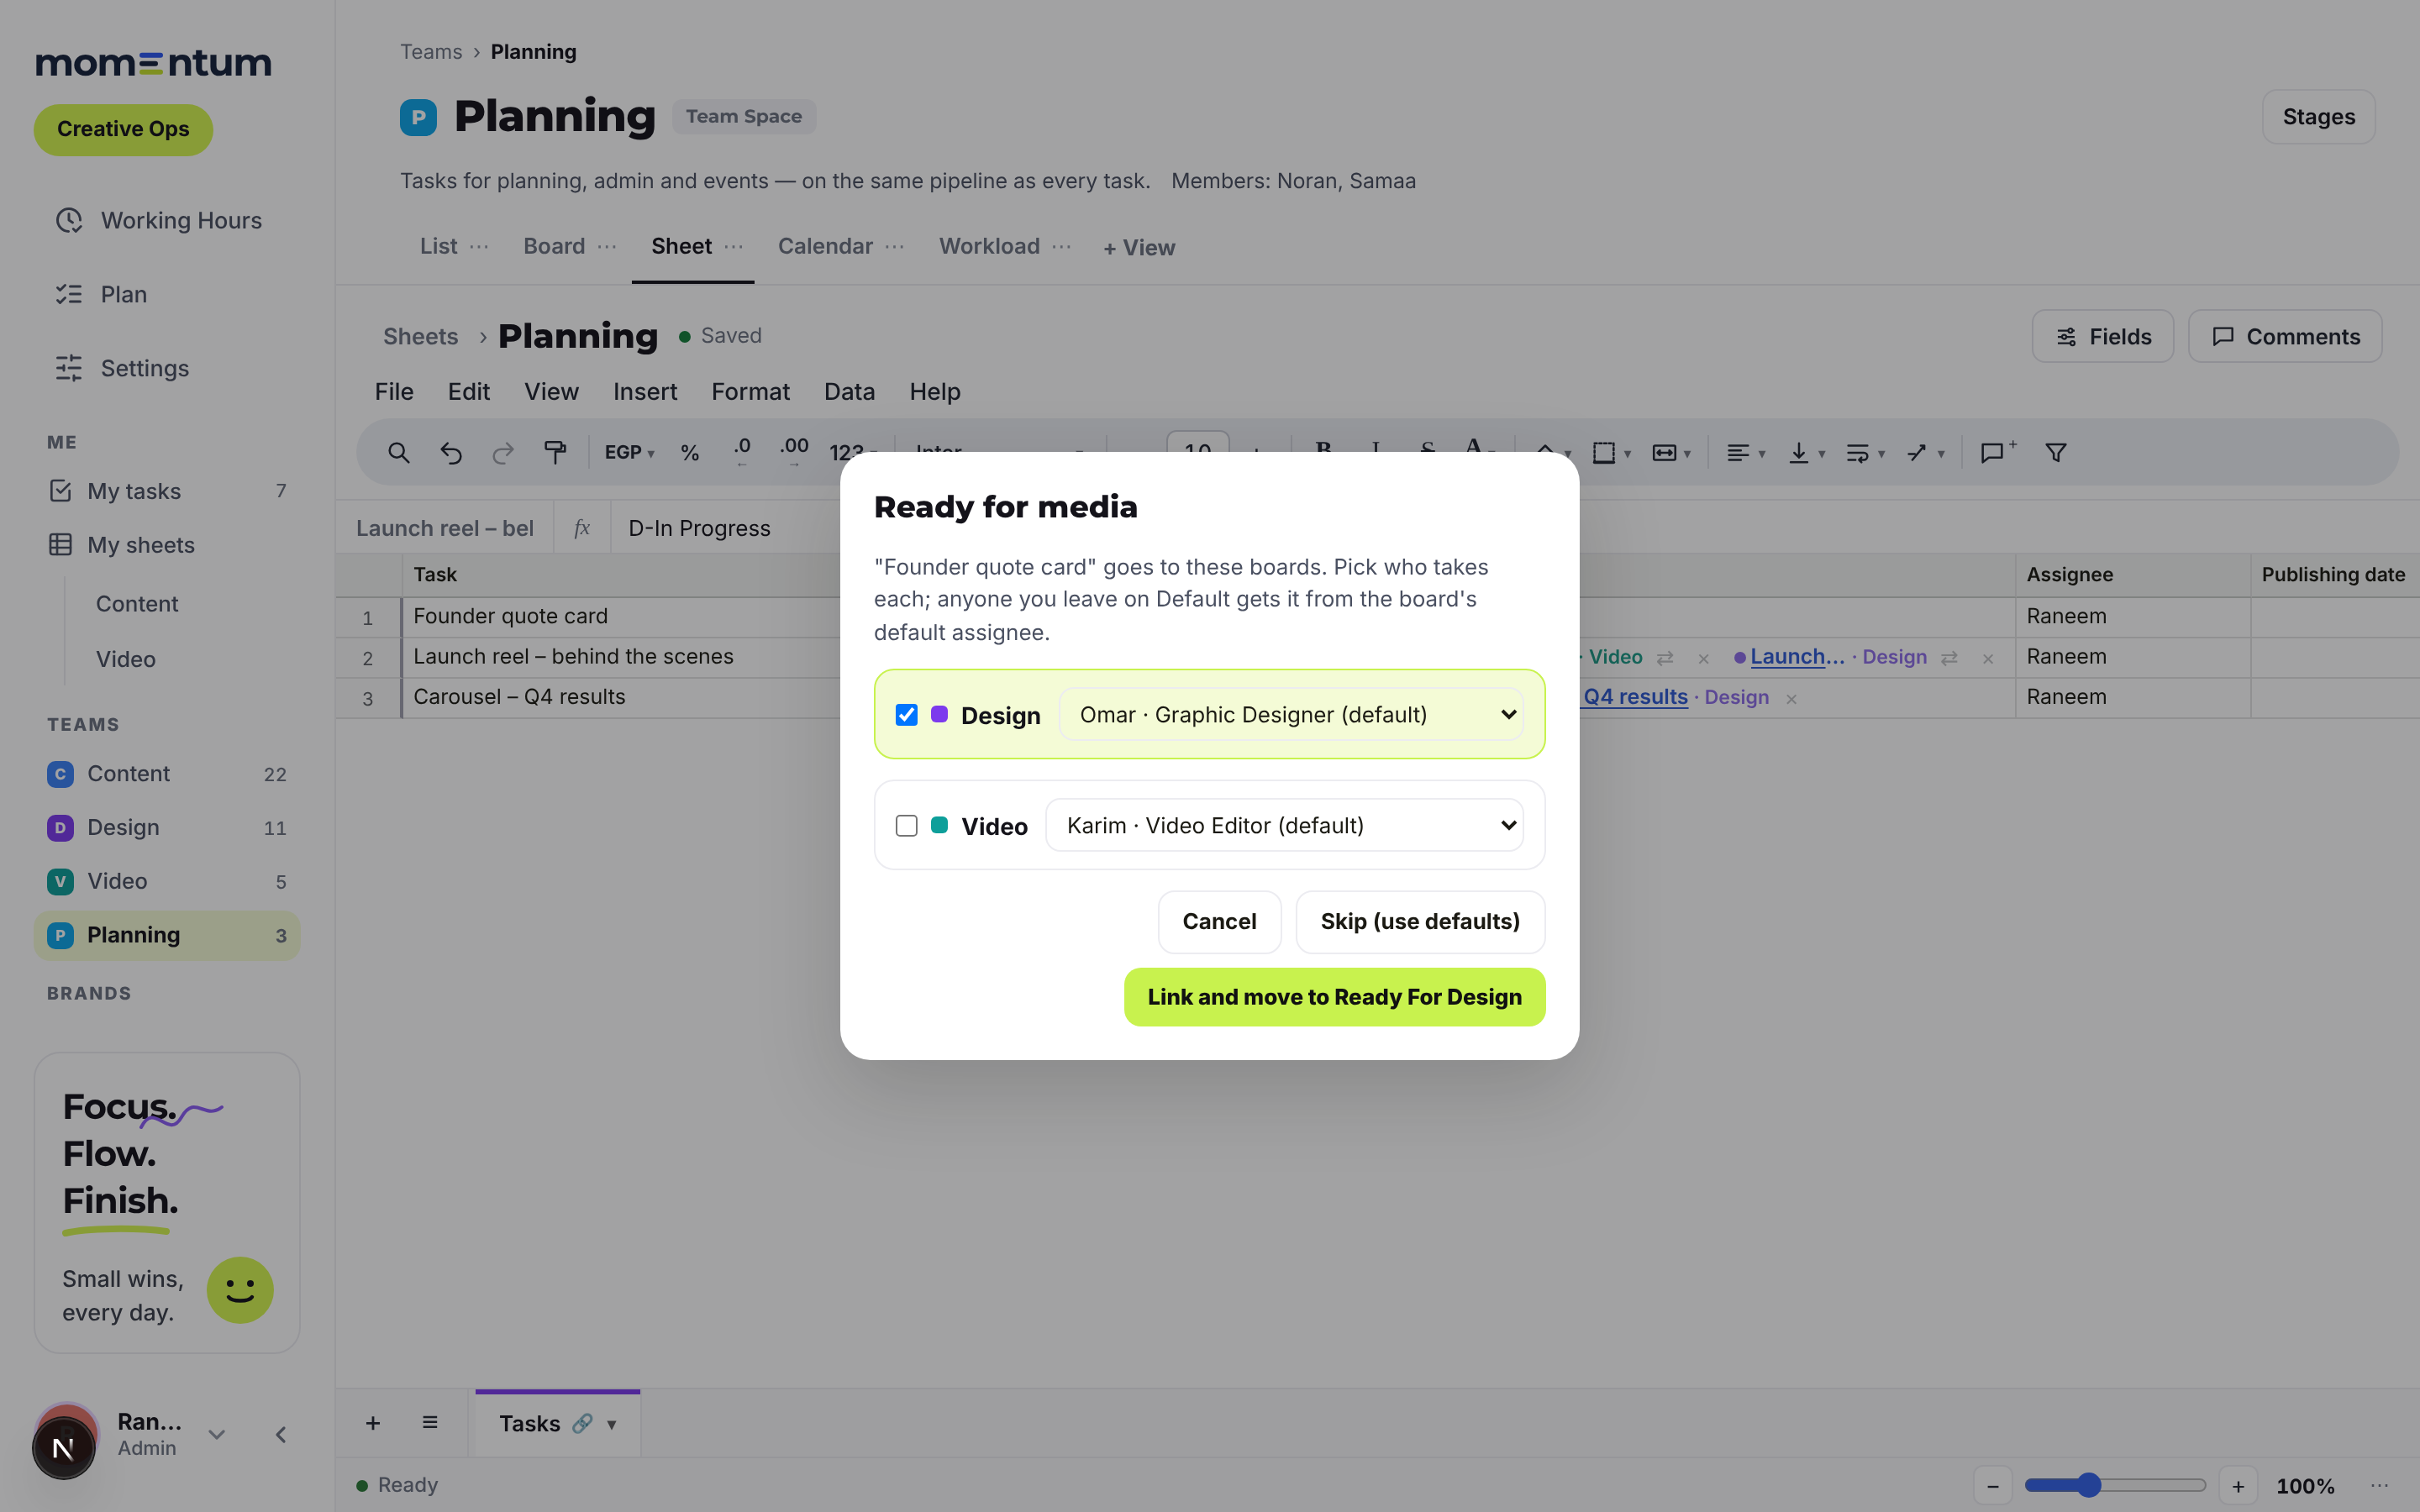 momentum
Creative Ops
Working Hours
Plan
Settings
ME
My tasks 7
My sheets
Content
Video
TEAMS
C Content 22
D Design 11
V Video 5
P Planning 3
BRANDS
Focus.
Flow.
Finish.
Small wins,
every day.
N
Ran...
Admin
Teams › Planning
P Planning Team Space
Stages
Tasks for planning, admin and events — on the same pipeline as every task. Members: Noran, Samaa
List ··· Board ··· Sheet ··· Calendar ··· Workload ··· + View
Sheets › Planning Saved
Fields Comments
File Edit View Insert Format Data Help
EGP % .0 .00 123 Inter 10 + B I S A
Launch reel – bel fx D-In Progress
Task Assignee Publishing date
1 Founder quote card Raneem
2 Launch reel – behind the scenes · Video × Launch... · Design × Raneem
3 Carousel – Q4 results Q4 results · Design × Raneem
Ready for media
"Founder quote card" goes to these boards. Pick who takes
each; anyone you leave on Default gets it from the board's
default assignee.
Design Omar · Graphic Designer (default)
Video Karim · Video Editor (default)
Cancel Skip (use defaults)
Link and move to Ready For Design
+ Tasks
Ready
− + 100% ···